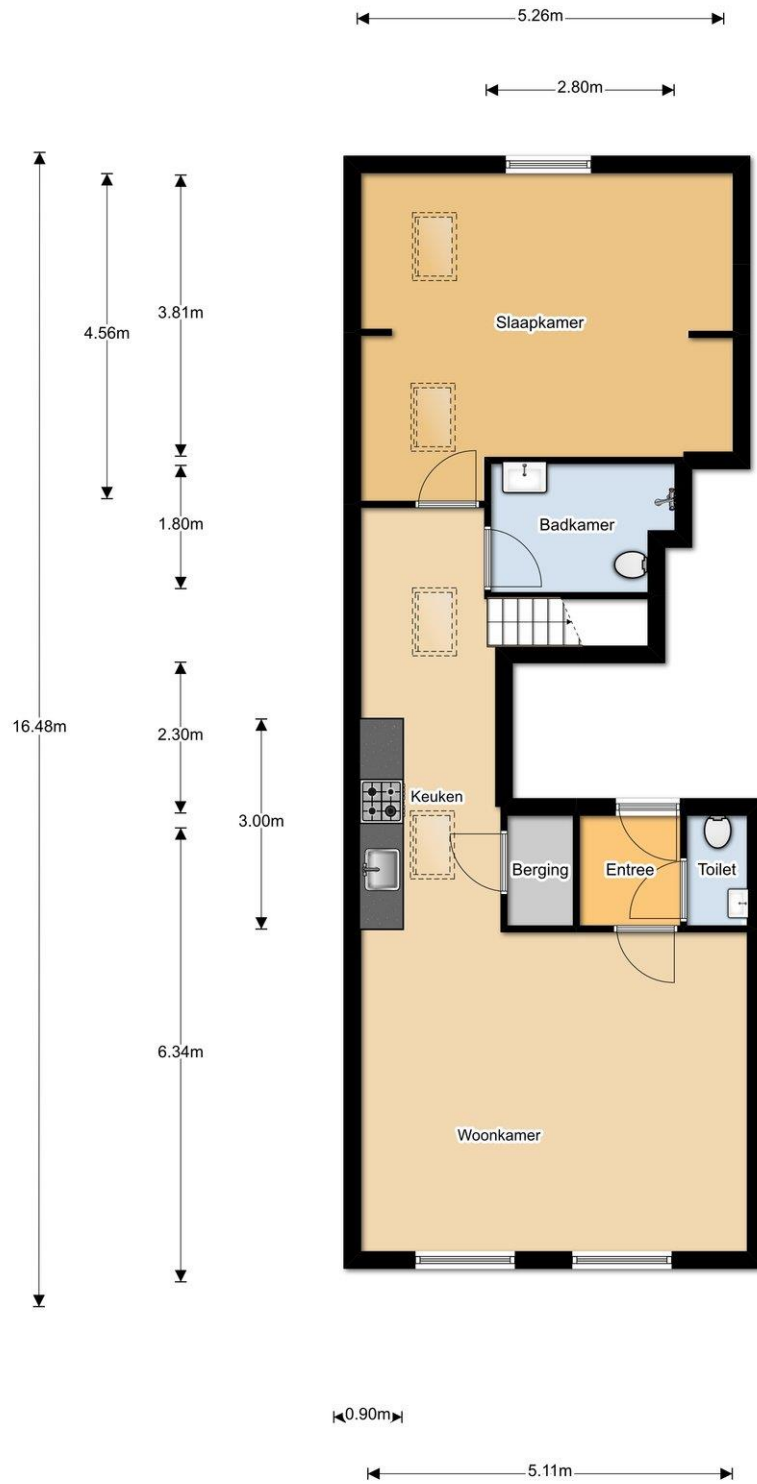 5.26m
2.80m
3.81m
4.56m
Slaapkamer
1.80m
Badkamer
16.48m
2.30m
3.00m
Keuken
Berging
Entree
Toilet
6.34m
Woonkamer
0.90m
5.11m